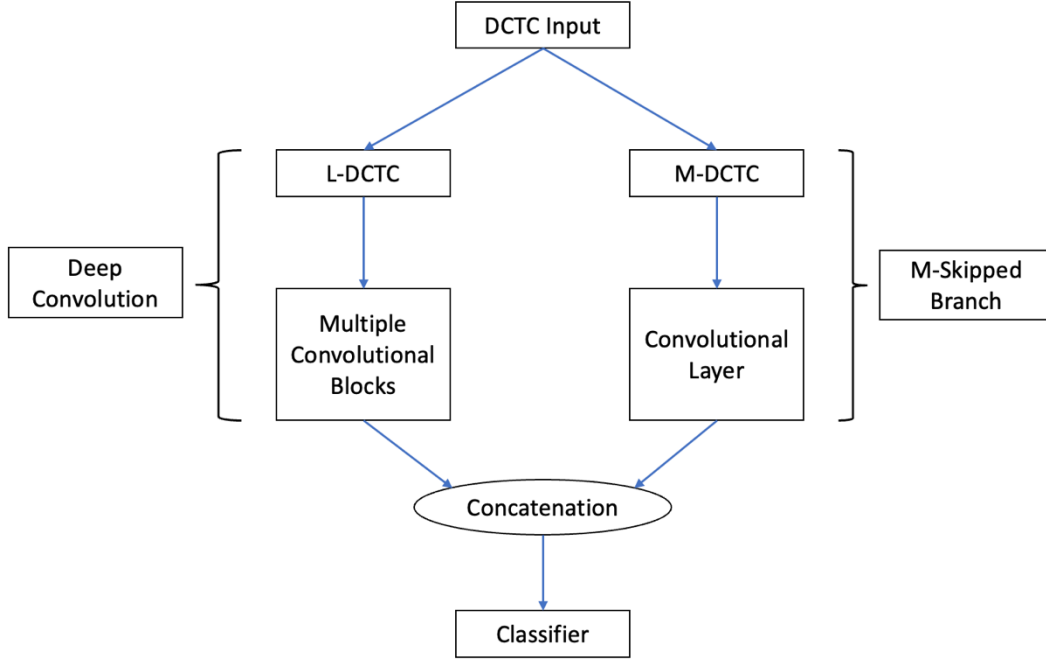 DCTC Input
L-DCTC
M-DCTC
Deep
Convolution
M-Skipped
Branch
Multiple
Convolutional
Blocks
Convolutional
Layer
Concatenation
Classifier